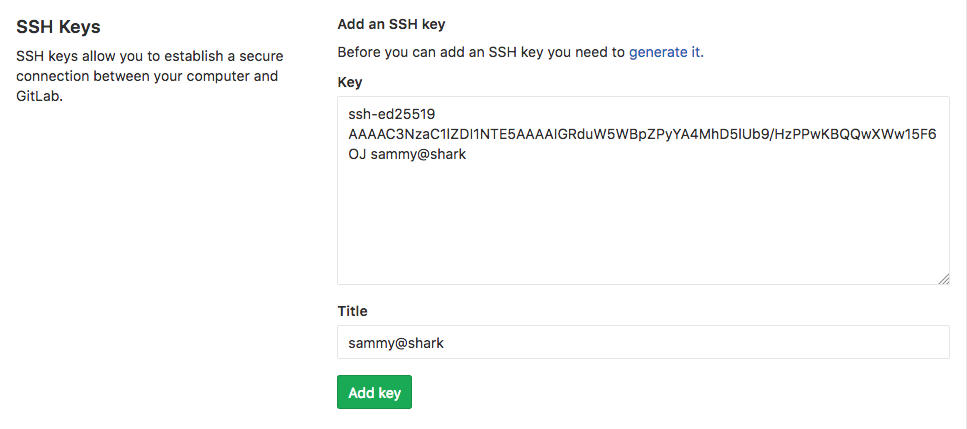 SSH Keys
SSH keys allow you to establish a secure
connection between your computer and
GitLab.
Add an SSH key
Before you can add an SSH key you need to generate it.
Key
ssh-ed25519
AAAAC3NzaC1lZDI1NTE5AAAAIGRduW5WBpZPyYA4MhD5lUb9/HzPPwKBQQwXWw15F6
OJ sammy@shark
Title
sammy@shark
Add key